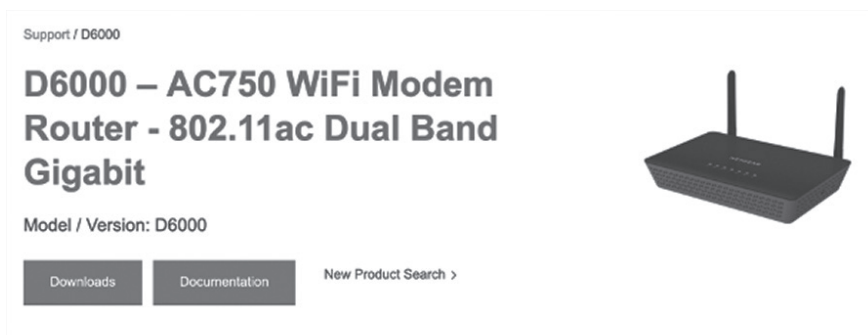 Support / D6000
D6000 – AC750 WiFi Modem
Router - 802.11ac Dual Band
Gigabit
NETGEAR
Model / Version: D6000
Downloads
Documentation
New Product Search >